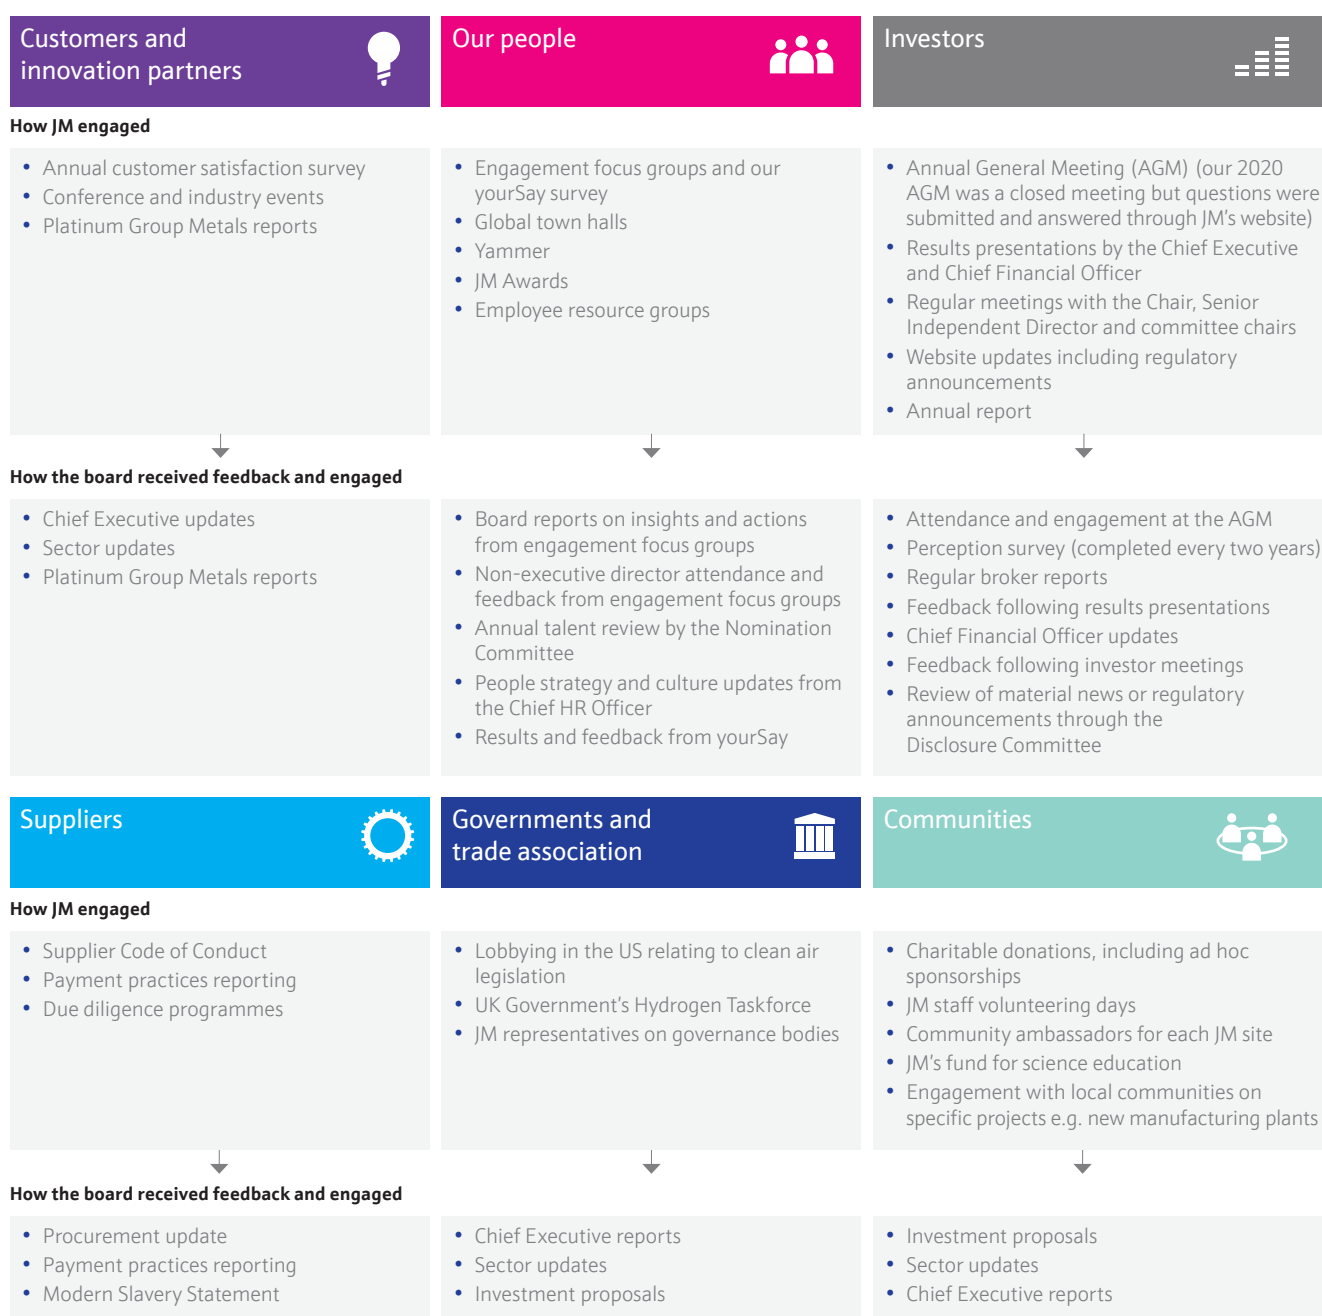 Customers and
innovation partners
Our people
Investors
How JM engaged
• Annual customer satisfaction survey
• Conference and industry events
• Platinum Group Metals reports
• Engagement focus groups and our
yourSay survey
• Global town halls
• Yammer
• JM Awards
• Employee resource groups
• Annual General Meeting (AGM) (our 2020
AGM was a closed meeting but questions were
submitted and answered through JM's website)
• Results presentations by the Chief Executive
and Chief Financial Officer
• Regular meetings with the Chair, Senior
Independent Director and committee chairs
• Website updates including regulatory
announcements
• Annual report
How the board received feedback and engaged
• Chief Executive updates
• Sector updates
• Platinum Group Metals reports
• Board reports on insights and actions
from engagement focus groups
• Non-executive director attendance and
feedback from engagement focus groups
• Annual talent review by the Nomination
Committee
• People strategy and culture updates from
the Chief HR Officer
• Results and feedback from yourSay
• Attendance and engagement at the AGM
• Perception survey (completed every two years)
• Regular broker reports
• Feedback following results presentations
• Chief Financial Officer updates
• Feedback following investor meetings
• Review of material news or regulatory
announcements through the
Disclosure Committee
Suppliers
Governments and
trade association
Communities
How JM engaged
• Supplier Code of Conduct
• Payment practices reporting
• Due diligence programmes
• Lobbying in the US relating to clean air
legislation
• UK Government's Hydrogen Taskforce
• JM representatives on governance bodies
• Charitable donations, including ad hoc
sponsorships
• JM staff volunteering days
• Community ambassadors for each JM site
• JM's fund for science education
• Engagement with local communities on
specific projects e.g. new manufacturing plants
How the board received feedback and engaged
• Procurement update
• Payment practices reporting
• Modern Slavery Statement
• Chief Executive reports
• Sector updates
• Investment proposals
• Investment proposals
• Sector updates
• Chief Executive reports